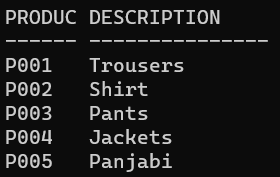 PRODUC DESCRIPTION
------ ---------------
P001   Trousers
P002   Shirt
P003   Pants
P004   Jackets
P005   Panjabi